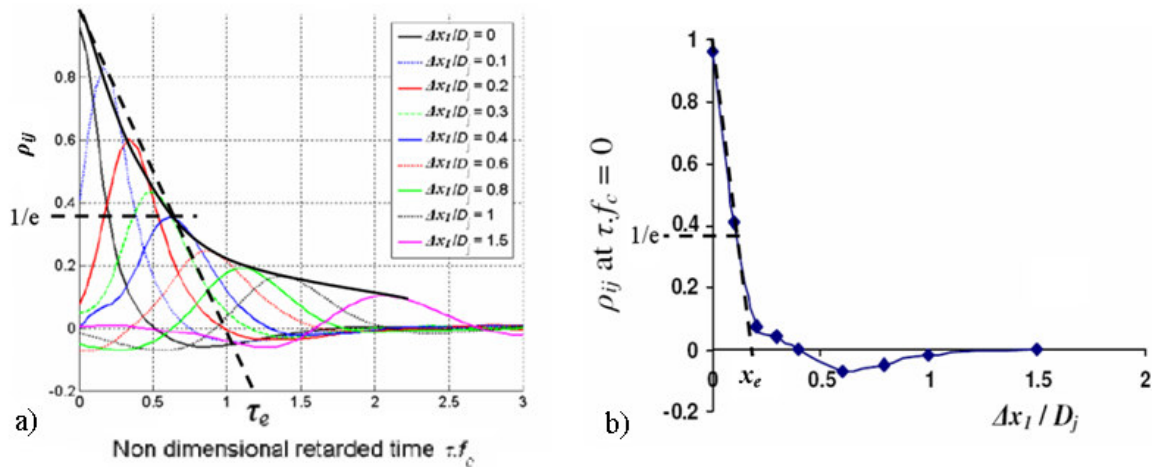 ρij
1/e
0.8
0.6
0.4
0.2
0
-0.2
0
0.5
1
1.5
2
2.5
3
Δx1/Dj = 0
Δx1/Dj = 0.1
Δx1/Dj = 0.2
Δx1/Dj = 0.3
Δx1/Dj = 0.4
Δx1/Dj = 0.6
Δx1/Dj = 0.8
Δx1/Dj = 1
Δx1/Dj = 1.5
τe
a)
Non dimensional retarded time τ.fc
ρij at τ.fc = 0
1/e
1
0.8
0.6
0.4
0.2
0
-0.2
0
xe
0.5
1
1.5
2
Δx1 / Dj
b)